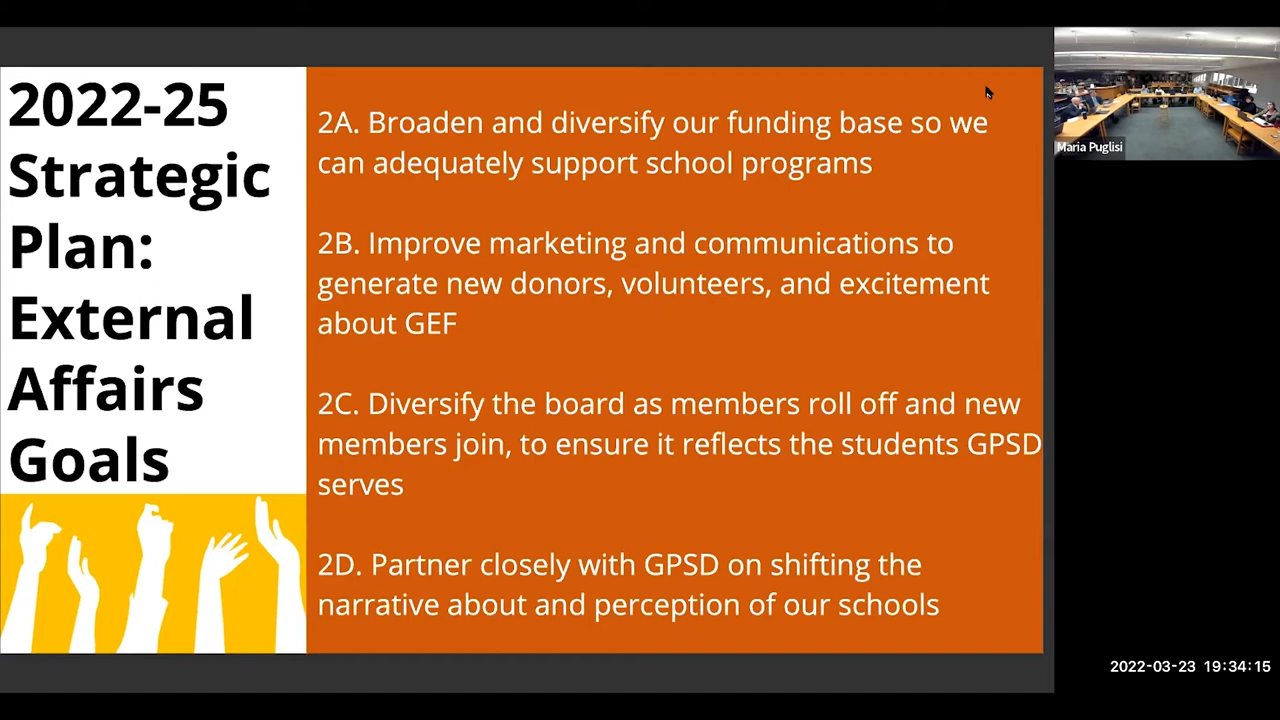 2022-25
Strategic
Plan:
External
Affairs
Goals
2A. Broaden and diversify our funding base so we
can adequately support school programs
2B. Improve marketing and communications to
generate new donors, volunteers, and excitement
about GEF
2C. Diversify the board as members roll off and new
members join, to ensure it reflects the students GPSD
serves
2D. Partner closely with GPSD on shifting the
narrative about and perception of our schools
Maria Puglisi
2022-03-23 19:34:15